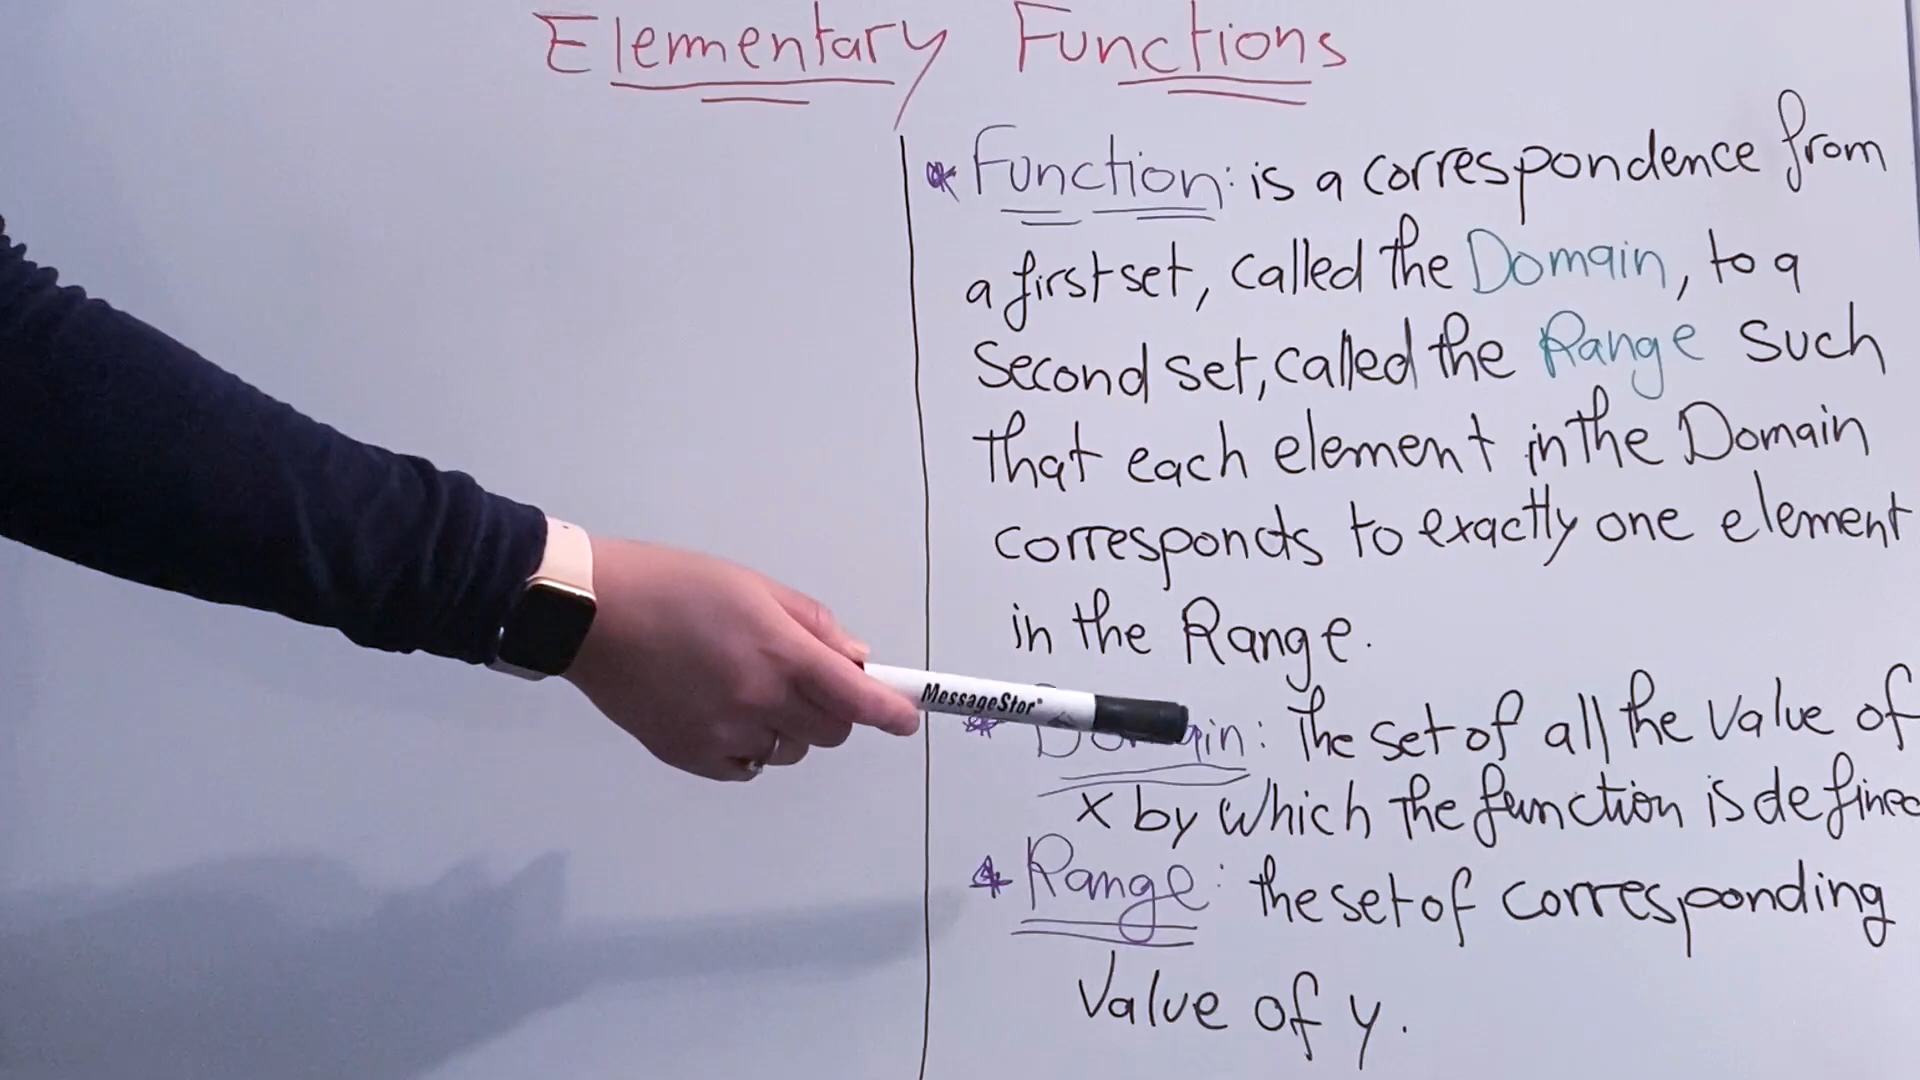 Elementary Functions
* Function: is a correspondence from
a first set, called the Domain, to a
Second set, called the Range such
that each element in the Domain
corresponds to exactly one element
in the Range.
MessageStor
* Domain: the set of all the value of
x by which the function is defined
* Range: the set of corresponding
Value of y.